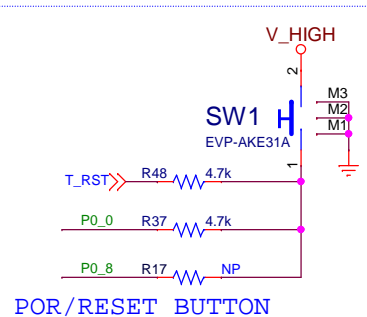 V_HIGH
2
M3
SW1 M2
M1
EVP-AKE31A
1
T_RST R48 4.7k
P0_0 R37 4.7k
P0_8 R17 NP
POR/RESET BUTTON